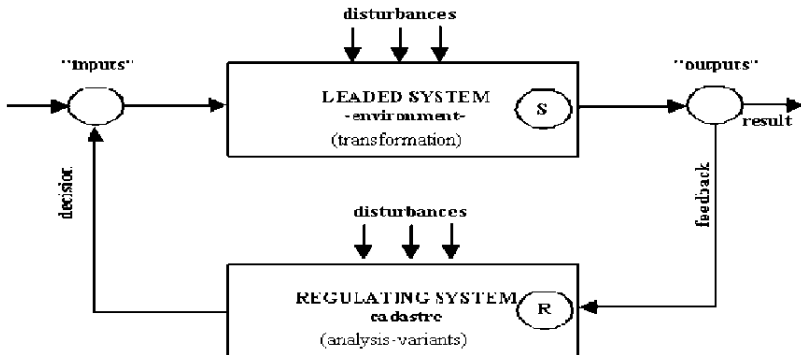 disturbances
"inputs"
"outputs"
LEADED SYSTEM
-environment-
(transformation)
S
result
decision
feedback
disturbances
REGULATING SYSTEM
cadastre
(analysis-variants)
R